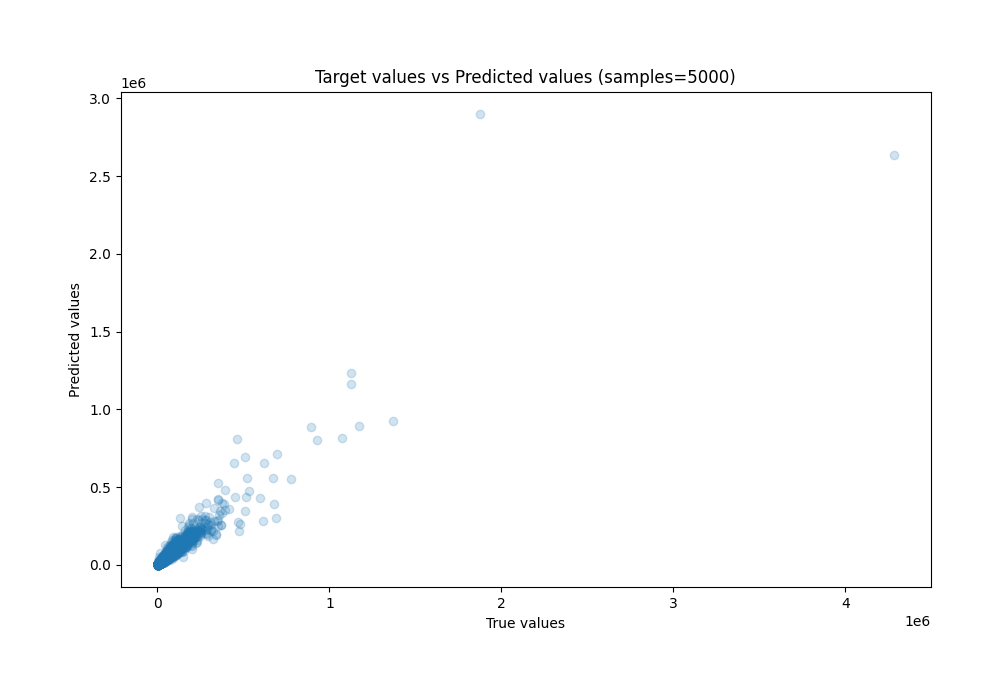 Target values vs Predicted values (samples=5000)
1e6
3.0
2.5
2.0
1.5
1.0
0.5
0.0
Predicted values
0 1 2 3 4
True values
1e6